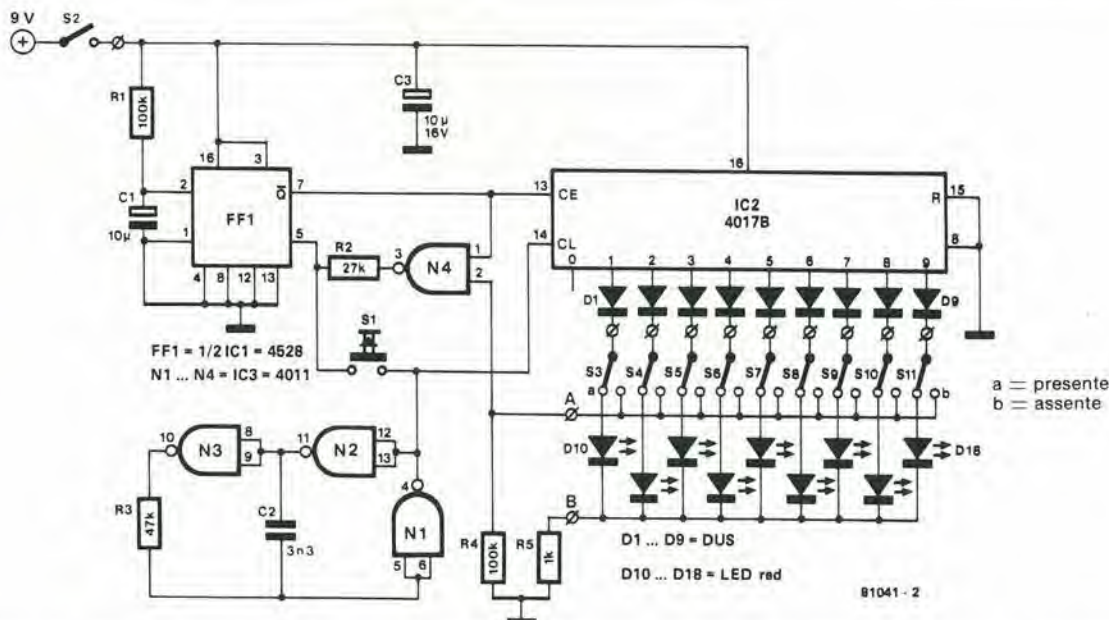 9 V
S2
R1
100k
C3
10 µ
16V
16
3
16
C1
10µ
2
1
FF1
Q̅
7
5
4
8
12
13
R2
27k
3
N4
1
2
13
CE
14
CL
IC2
4017B
R
15
8
0
1
2
3
4
5
6
7
8
9
D1
D9
S1
FF1 = 1/2 IC1 = 4528
N1 ... N4 = IC3 = 4011
S3
S4
S5
S6
S7
S8
S9
S10
S11
a
b
a = presente
b = assente
A
10
N3
8
9
11
N2
12
13
4
N1
5
6
R3
47k
C2
3n3
D10
D18
B
R4
100k
R5
1k
D1 ... D9 = DUS
D10 ... D18 = LED red
81041 - 2